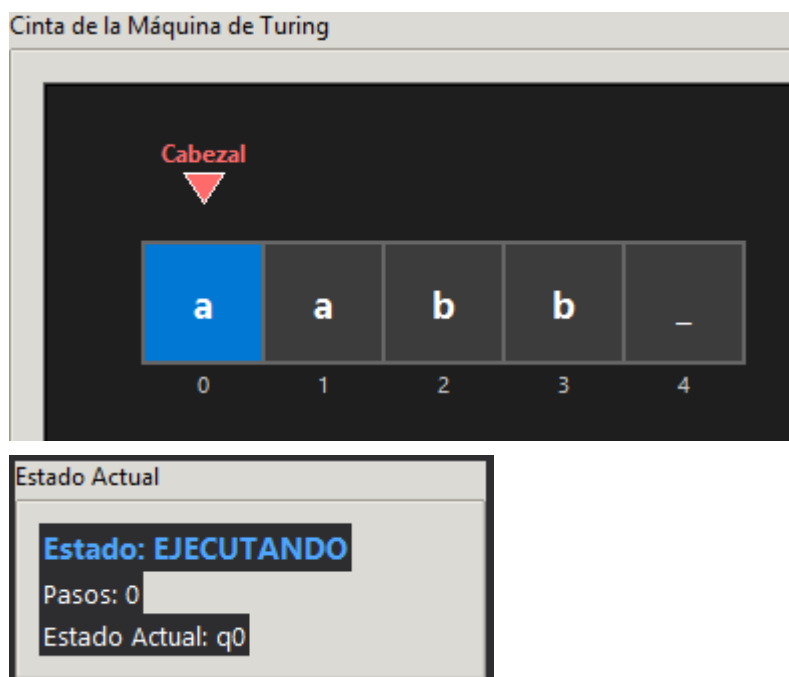 Cinta de la Máquina de Turing
Cabezal
a a b b _
0 1 2 3 4
Estado Actual
Estado: EJECUTANDO
Pasos: 0
Estado Actual: q0